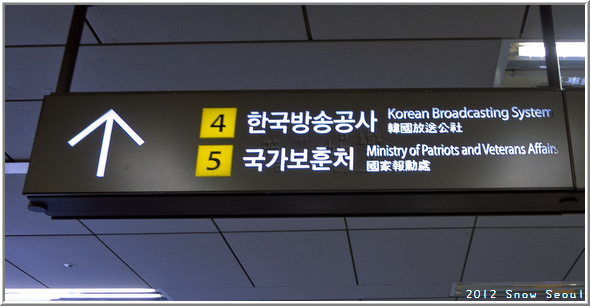 4 한국방송공사 Korean Broadcasting System
韓國放送公社
5 국가보훈처 Ministry of Patriots and Veterans Affairs
國家報勳處
2012 Snow Seoul